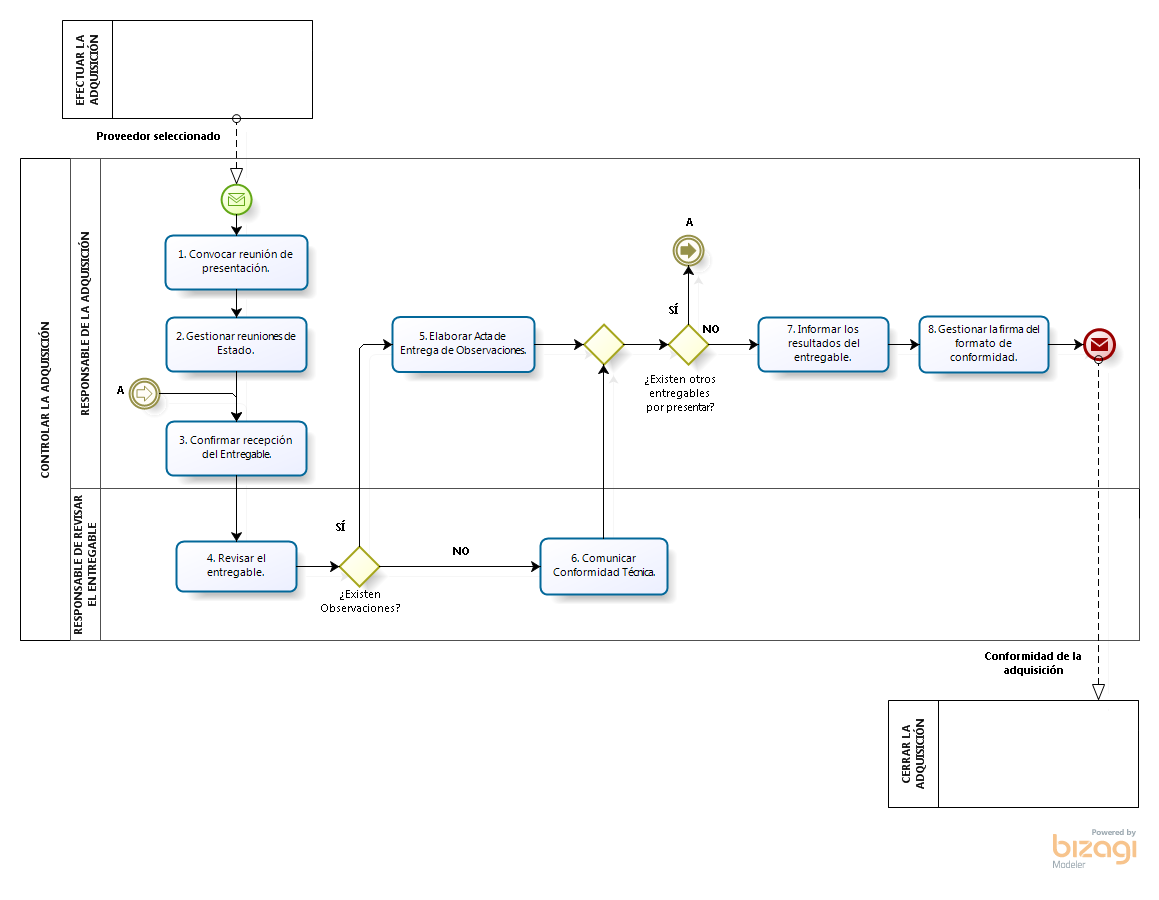 EFECTUAR LA
ADQUISICIÓN
Proveedor seleccionado
CONTROLAR LA ADQUISICIÓN
RESPONSABLE DE LA ADQUISICIÓN
1. Convocar reunión de
presentación.
2. Gestionar reuniones de
Estado.
A
3. Confirmar recepción
del Entregable.
5. Elaborar Acta de
Entrega de Observaciones.
A
SÍ
NO
¿Existen otros
entregables
por presentar?
7. Informar los
resultados del
entregable.
8. Gestionar la firma del
formato de
conformidad.
RESPONSABLE DE REVISAR
EL ENTREGABLE
4. Revisar el
entregable.
SÍ
NO
¿Existen
Observaciones?
6. Comunicar
Conformidad Técnica.
Conformidad de la
adquisición
CERRAR LA
ADQUISICIÓN
Powered by
bizagi
Modeler